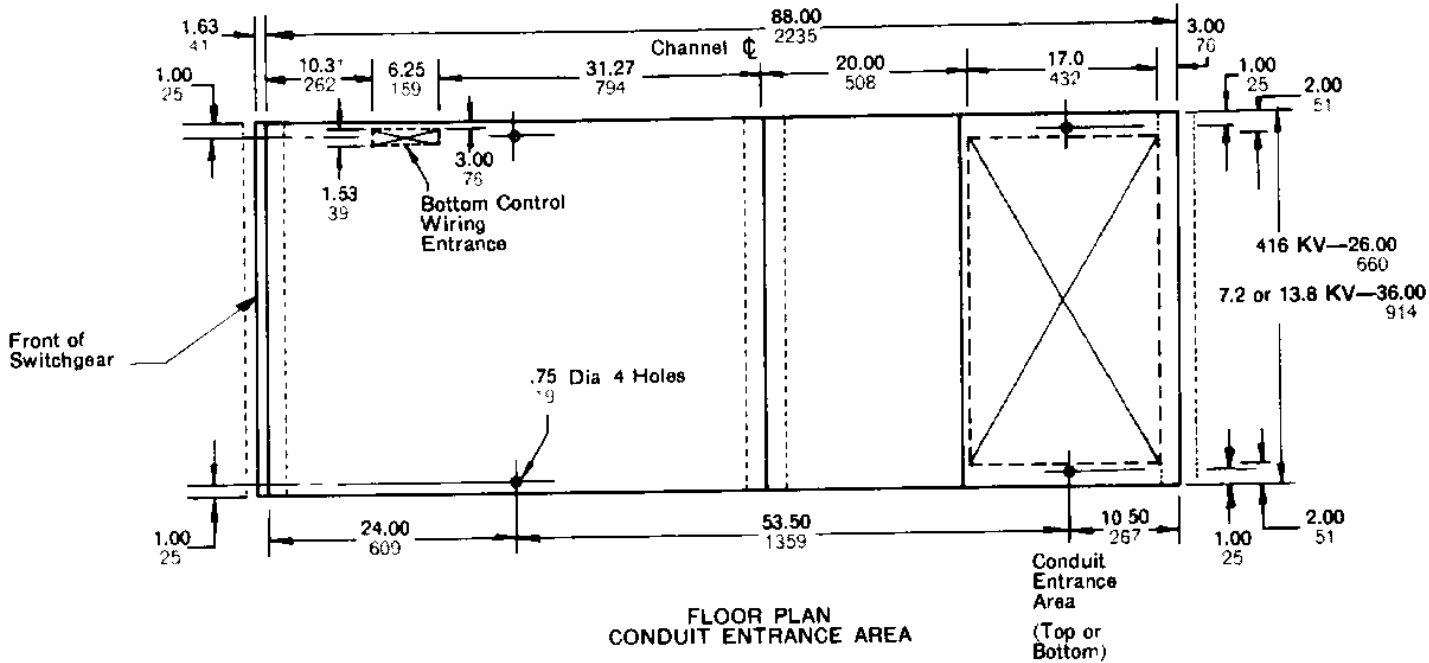 88.00
2235
1.63
41
Channel ℄
3.00
76
10.31
262
6.25
159
31.27
794
20.00
508
17.0
432
1.00
25
1.00
25
2.00
51
3.00
76
1.53
39
Bottom Control
Wiring
Entrance
416 KV—26.00
660
7.2 or 13.8 KV—36.00
914
Front of
Switchgear
.75 Dia 4 Holes
19
1.00
25
24.00
609
53.50
1359
10 50
267
1.00
25
2.00
51
Conduit
Entrance
Area
(Top or
Bottom)
FLOOR PLAN
CONDUIT ENTRANCE AREA